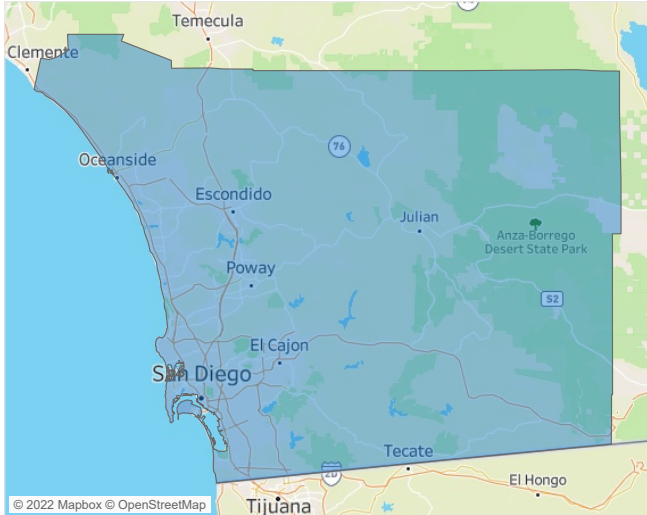 Temecula
Clemente
76
Oceanside
Escondido
Julian
Anza-Borrego
Desert State Park
Poway
S2
El Cajon
San Diego
Tecate
2D
El Hongo
Tijuana
© 2022 Mapbox © OpenStreetMap